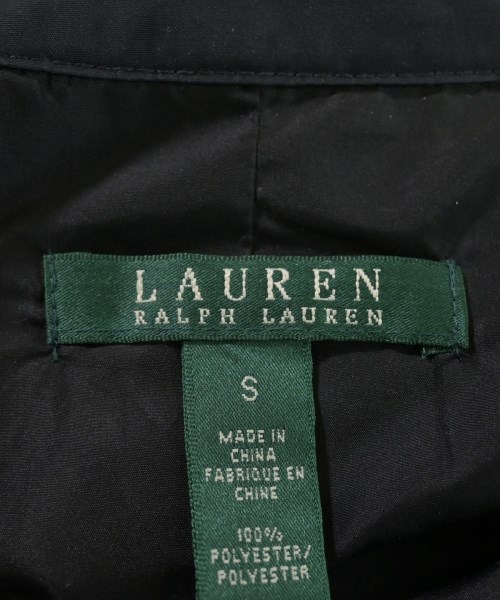 LAUREN
RALPH LAUREN
S
MADE IN
CHINA
FABRIQUE EN
CHINE
100%
POLYESTER/
POLYESTER